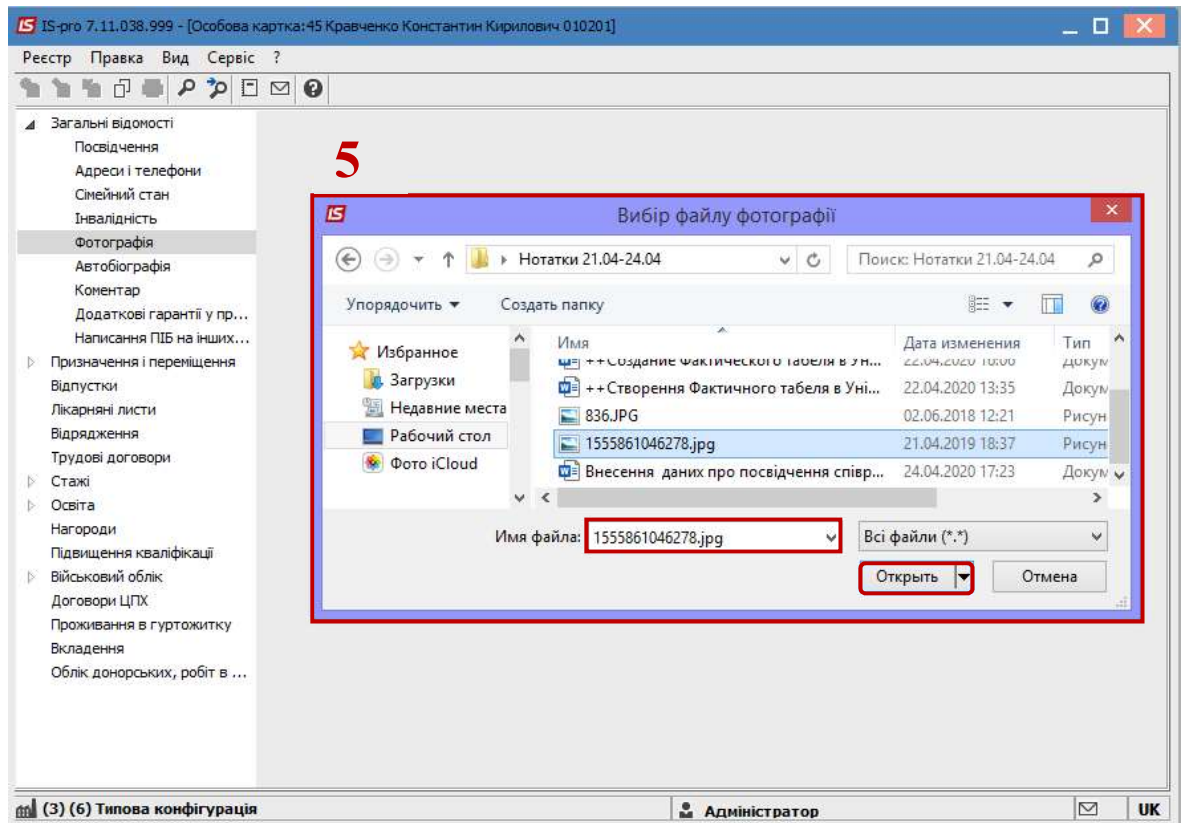 IS-pro 7.11.038.999 - [Особова картка:45 Кравченко Константин Кирилович 010201]
Реєстр Правка Вид Сервіс ?
Загальні відомості
Посвідчення
Адреси і телефони
Сімейний стан
Інвалідність
Фотографія
Автобіографія
Коментар
Додаткові гарантії у пр...
Написання ПІБ на інших...
Призначення і переміщення
Відпустки
Лікарняні листи
Відрядження
Трудові договори
Стажі
Освіта
Нагороди
Підвищення кваліфікації
Військовий облік
Договори ЦПХ
Проживання в гуртожитку
Вкладення
Облік донорських, робіт в ...
5
Вибір файлу фотографії
Нотатки 21.04-24.04
Поиск: Нотатки 21.04-24.04
Упорядочить
Создать папку
Избранное
Загрузки
Недавние места
Рабочий стол
Фото iCloud
Имя Дата изменения Тип
++Создание Фактического табеля в Ун... 22.04.2020 16:06 Докум
++Створення Фактичного табеля в Уні... 22.04.2020 13:35 Докум
836.JPG 02.06.2018 12:21 Рисун
1555861046278.jpg 21.04.2019 18:37 Рисун
Внесення даних про посвідчення співр... 24.04.2020 17:23 Докум
Имя файла: 1555861046278.jpg Всі файли (*.*)
Открыть Отмена
(3) (6) Типова конфігурація Адміністратор UK